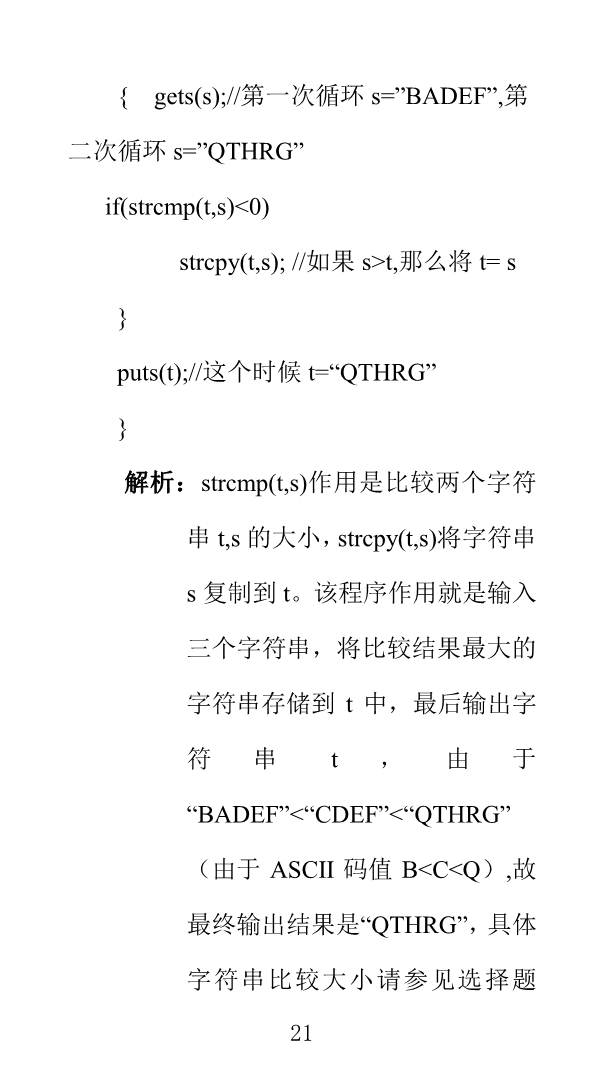 { gets(s);//第一次循环 s=”BADEF”,第
二次循环 s=”QTHRG”
if(strcmp(t,s)<0)
strcpy(t,s); //如果 s>t,那么将 t= s
}
puts(t);//这个时候 t=“QTHRG”
}
解析：strcmp(t,s)作用是比较两个字符
串 t,s 的大小，strcpy(t,s)将字符串
s 复制到 t。该程序作用就是输入
三个字符串，将比较结果最大的
字符串存储到 t 中，最后输出字
符串 t ， 由于
“BADEF”<“CDEF”<“QTHRG”
（由于 ASCII 码值 B<C<Q）,故
最终输出结果是“QTHRG”，具体
字符串比较大小请参见选择题
21